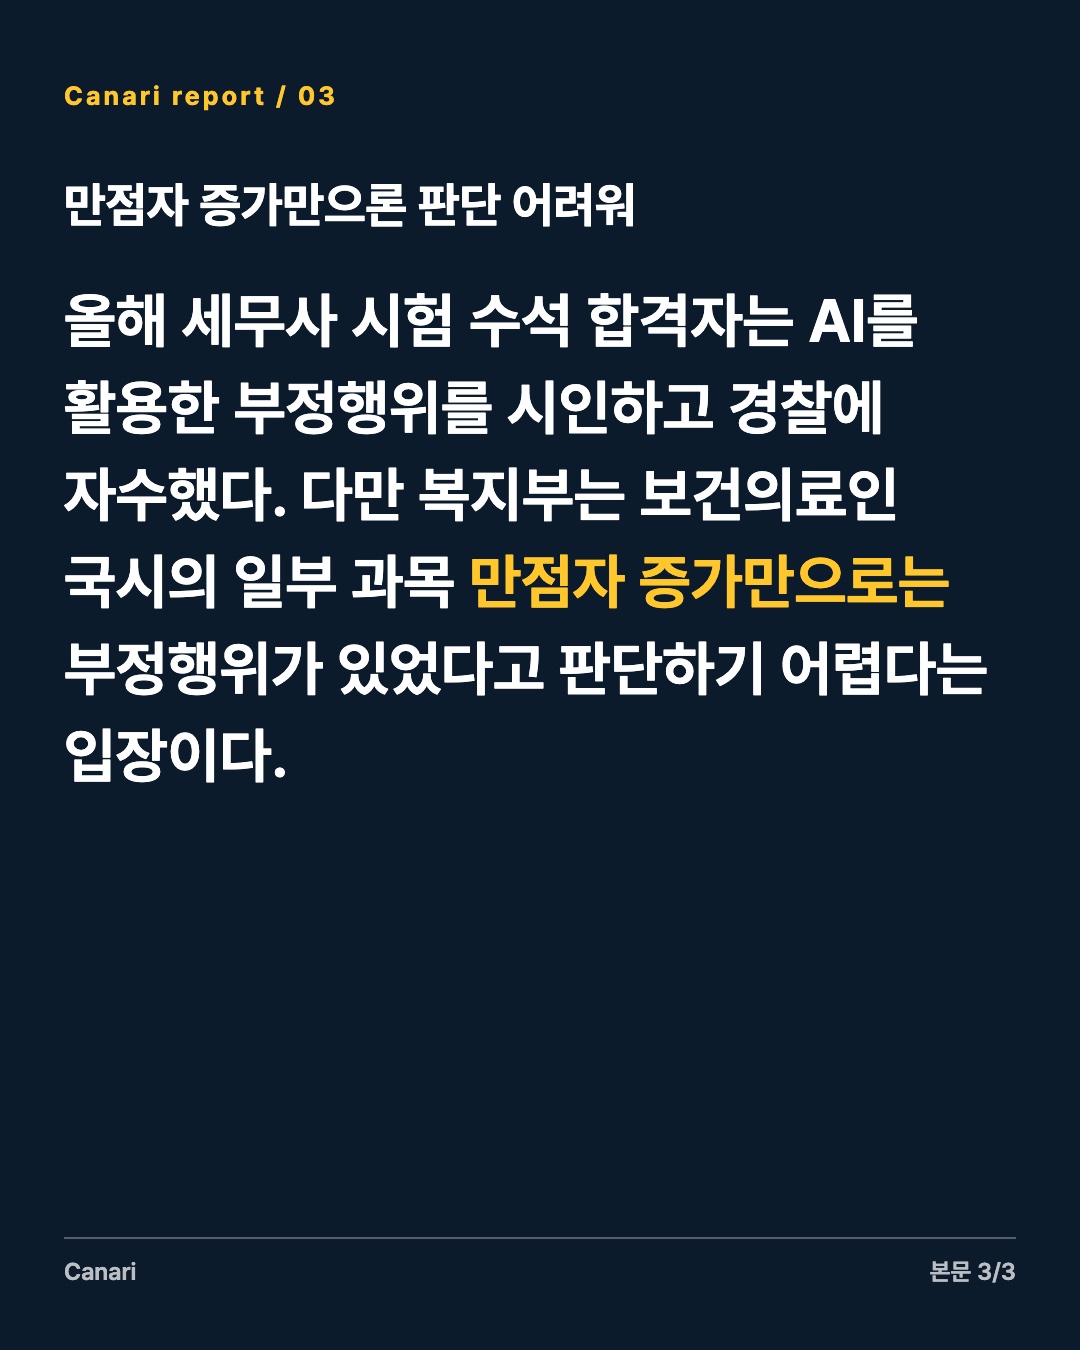 Canari report / 03
만점자 증가만으론 판단 어려워
올해 세무사 시험 수석 합격자는 AI를
활용한 부정행위를 시인하고 경찰에
자수했다. 다만 복지부는 보건의료인
국시의 일부 과목 만점자 증가만으로는
부정행위가 있었다고 판단하기 어렵다는
입장이다.
Canari
본문 3/3